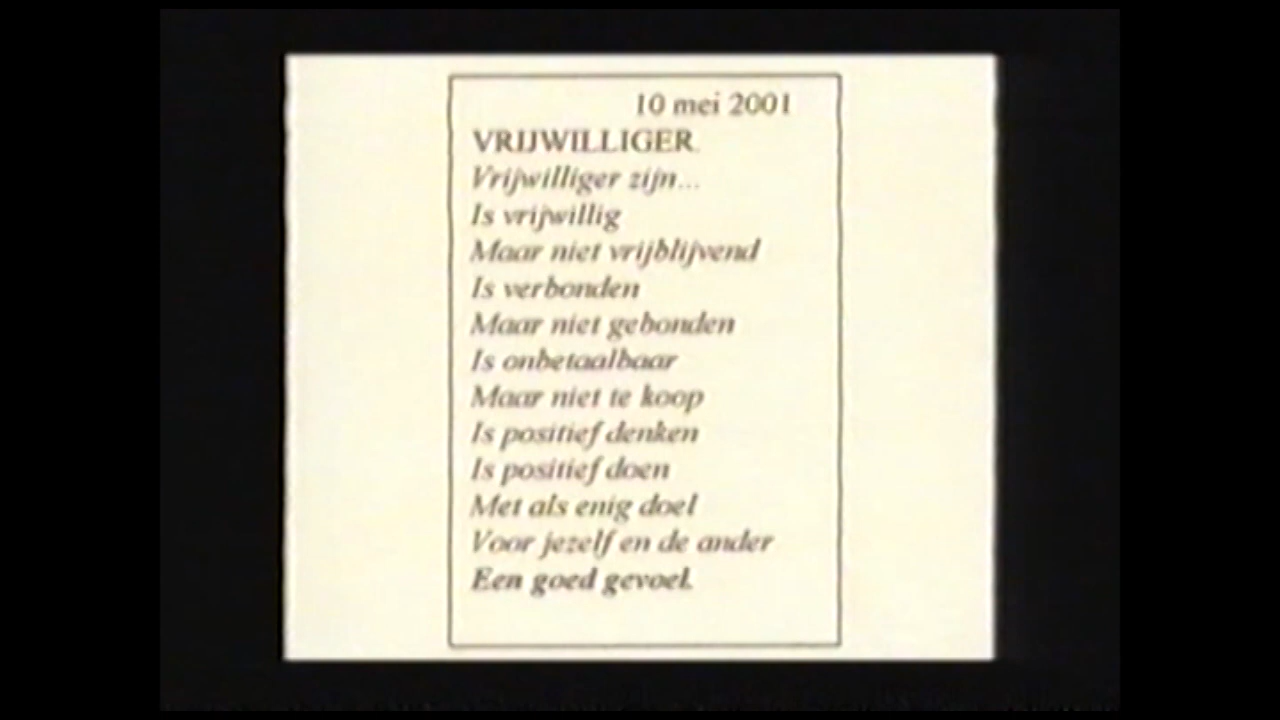 10 mei 2001
VRIJWILLIGER.
Vrijwilliger zijn...
Is vrijwillig
Maar niet vrijblijvend
Is verbonden
Maar niet gebonden
Is onbetaalbaar
Maar niet te koop
Is positief denken
Is positief doen
Met als enig doel
Voor jezelf en de ander
Een goed gevoel.